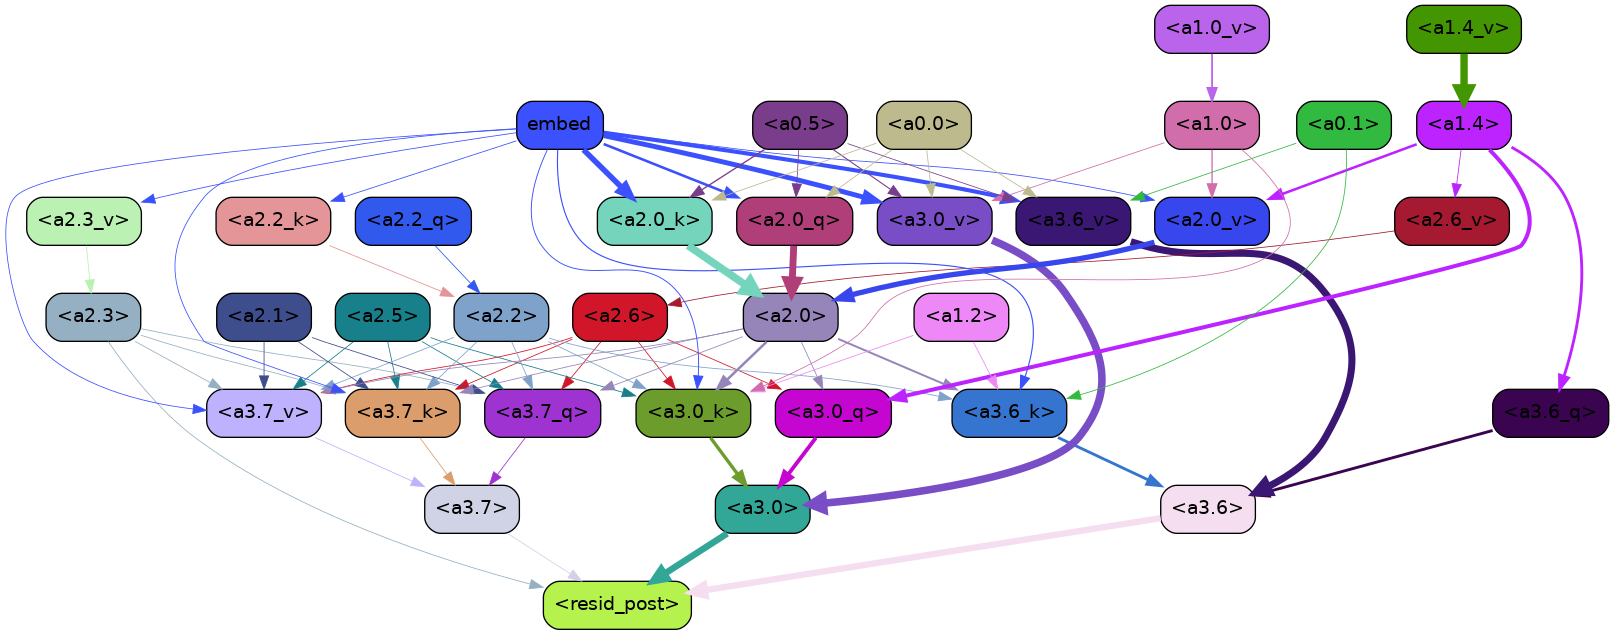 <a1.0_v>
<a1.4_v>
embed
<a0.5>
<a0.0>
<a1.0>
<a0.1>
<a1.4>
<a2.3_v>
<a2.2_k>
<a2.2_q>
<a2.0_k>
<a2.0_q>
<a3.0_v>
<a3.6_v>
<a2.0_v>
<a2.6_v>
<a2.3>
<a2.1>
<a2.5>
<a2.2>
<a2.6>
<a2.0>
<a1.2>
<a3.7_v>
<a3.7_k>
<a3.7_q>
<a3.0_k>
<a3.0_q>
<a3.6_k>
<a3.6_q>
<a3.7>
<a3.0>
<a3.6>
<resid_post>